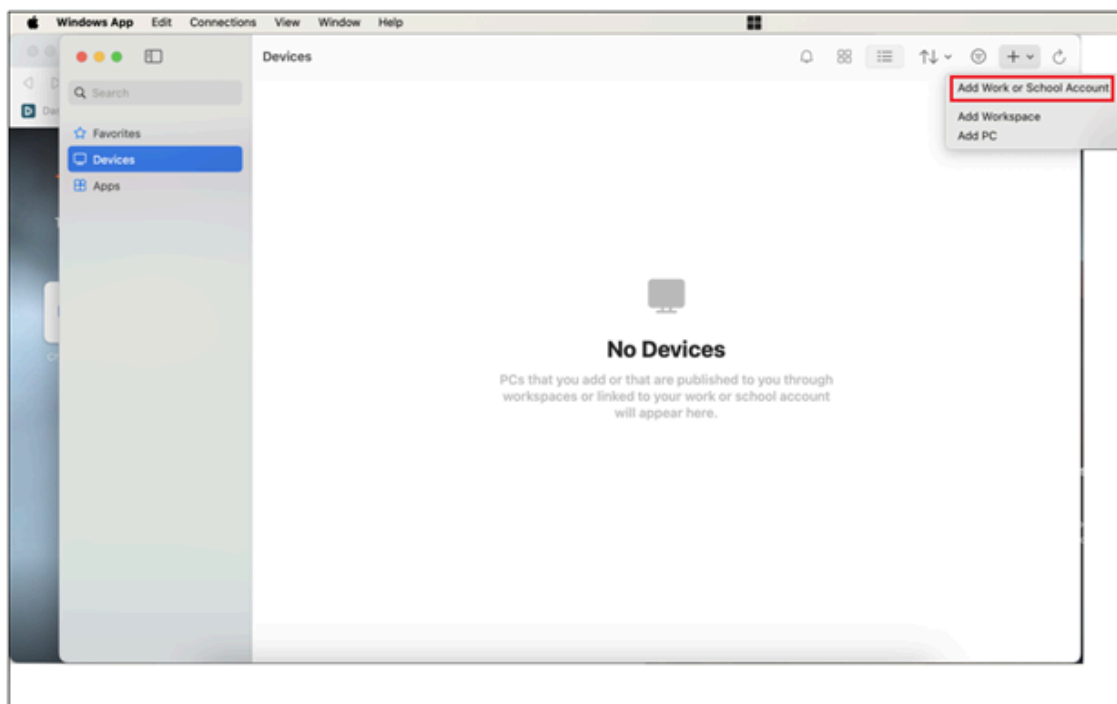 Windows App Edit Connections View Window Help
Devices
Search
Favorites
Devices
Apps
Add Work or School Account
Add Workspace
Add PC
No Devices
PCs that you add or that are published to you through
workspaces or linked to your work or school account
will appear here.